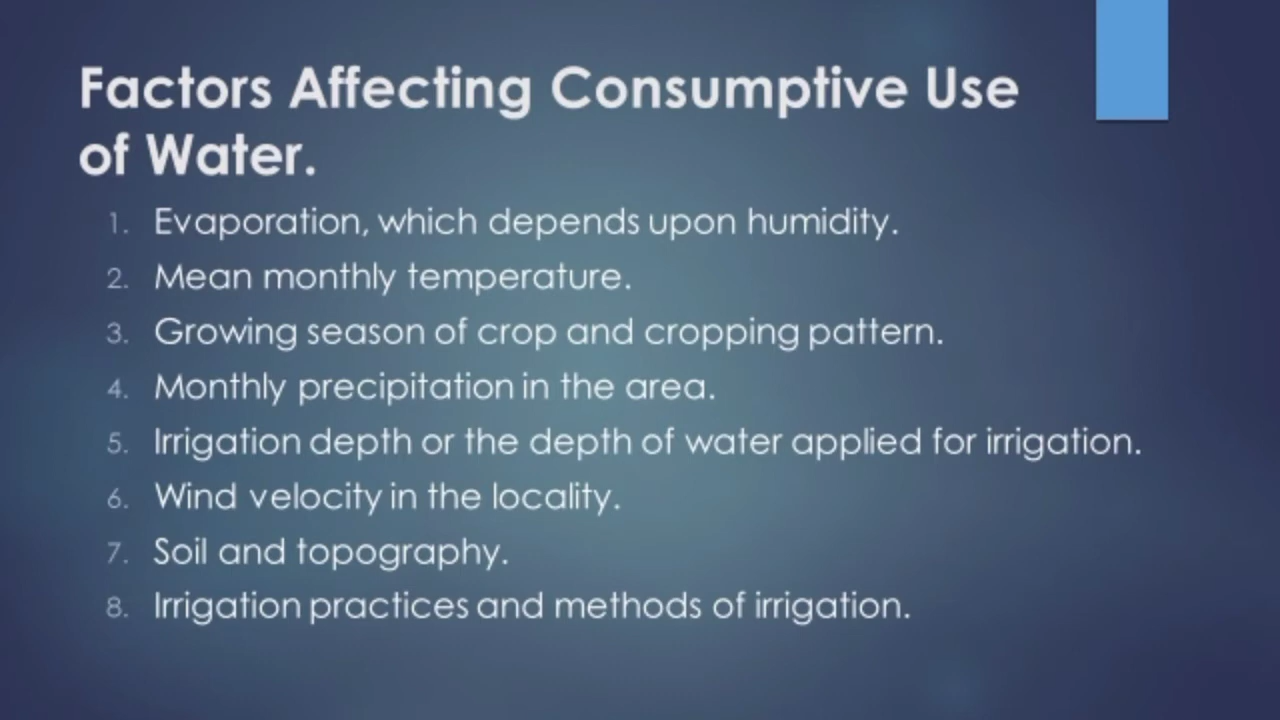 Factors Affecting Consumptive Use
of Water.
1. Evaporation, which depends upon humidity.
2. Mean monthly temperature.
3. Growing season of crop and cropping pattern.
4. Monthly precipitation in the area.
5. Irrigation depth or the depth of water applied for irrigation.
6. Wind velocity in the locality.
7. Soil and topography.
8. Irrigation practices and methods of irrigation.